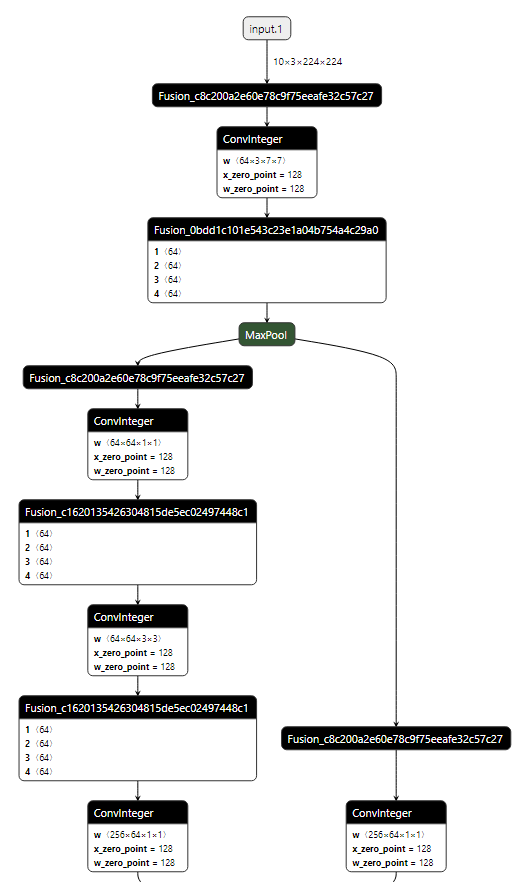 input.1
10×3×224×224
Fusion_c8c200a2e60e78c9f75eeafe32c57c27
ConvInteger
w ⟨64×3×7×7⟩
x_zero_point = 128
w_zero_point = 128
Fusion_0bdd1c101e543c23e1a04b754a4c29a0
1 ⟨64⟩
2 ⟨64⟩
3 ⟨64⟩
4 ⟨64⟩
MaxPool
Fusion_c8c200a2e60e78c9f75eeafe32c57c27
ConvInteger
w ⟨64×64×1×1⟩
x_zero_point = 128
w_zero_point = 128
Fusion_c1620135426304815de5ec02497448c1
1 ⟨64⟩
2 ⟨64⟩
3 ⟨64⟩
4 ⟨64⟩
ConvInteger
w ⟨64×64×3×3⟩
x_zero_point = 128
w_zero_point = 128
Fusion_c1620135426304815de5ec02497448c1
1 ⟨64⟩
2 ⟨64⟩
3 ⟨64⟩
4 ⟨64⟩
ConvInteger
w ⟨256×64×1×1⟩
x_zero_point = 128
w_zero_point = 128
Fusion_c8c200a2e60e78c9f75eeafe32c57c27
ConvInteger
w ⟨256×64×1×1⟩
x_zero_point = 128
w_zero_point = 128